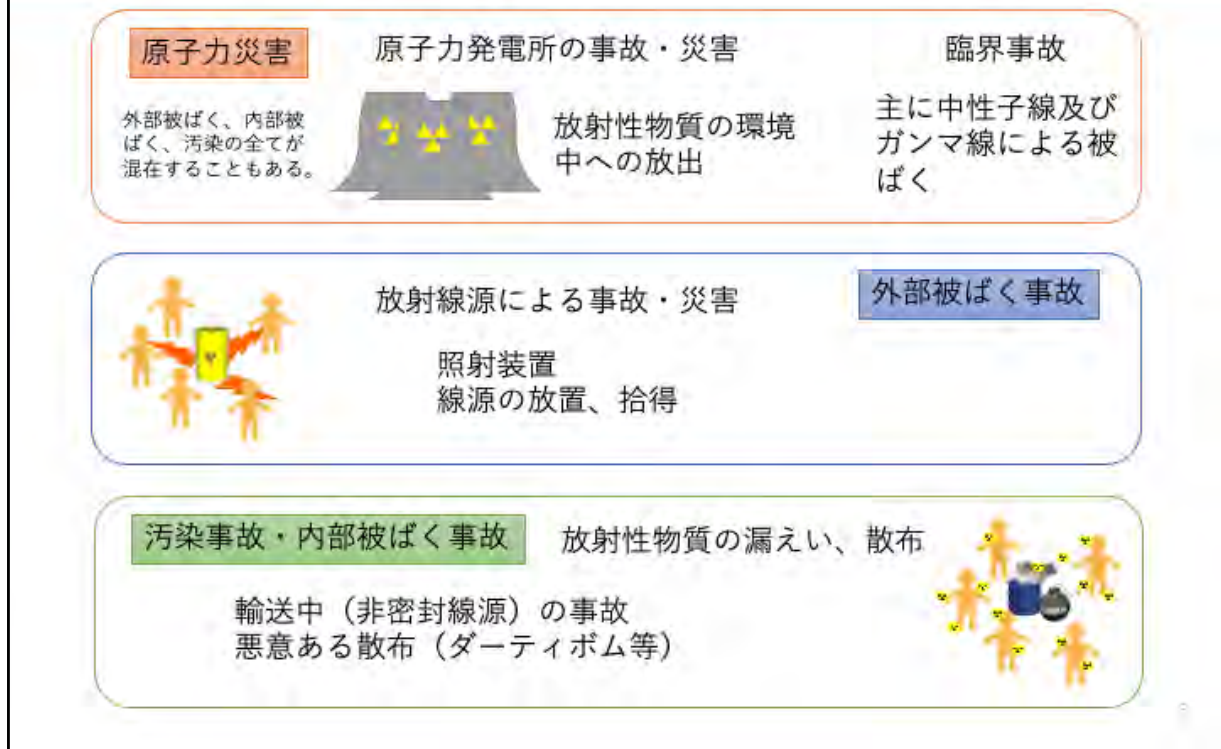 原子力災害
原子力発電所の事故・災害
臨界事故
外部被ばく、内部被
ばく、汚染の全てが
混在することもある。
放射性物質の環境
中への放出
主に中性子線及び
ガンマ線による被
ばく
放射線源による事故・災害
外部被ばく事故
照射装置
線源の放置、拾得
汚染事故・内部被ばく事故
放射性物質の漏えい、散布
輸送中（非密封線源）の事故
悪意ある散布（ダーティボム等）